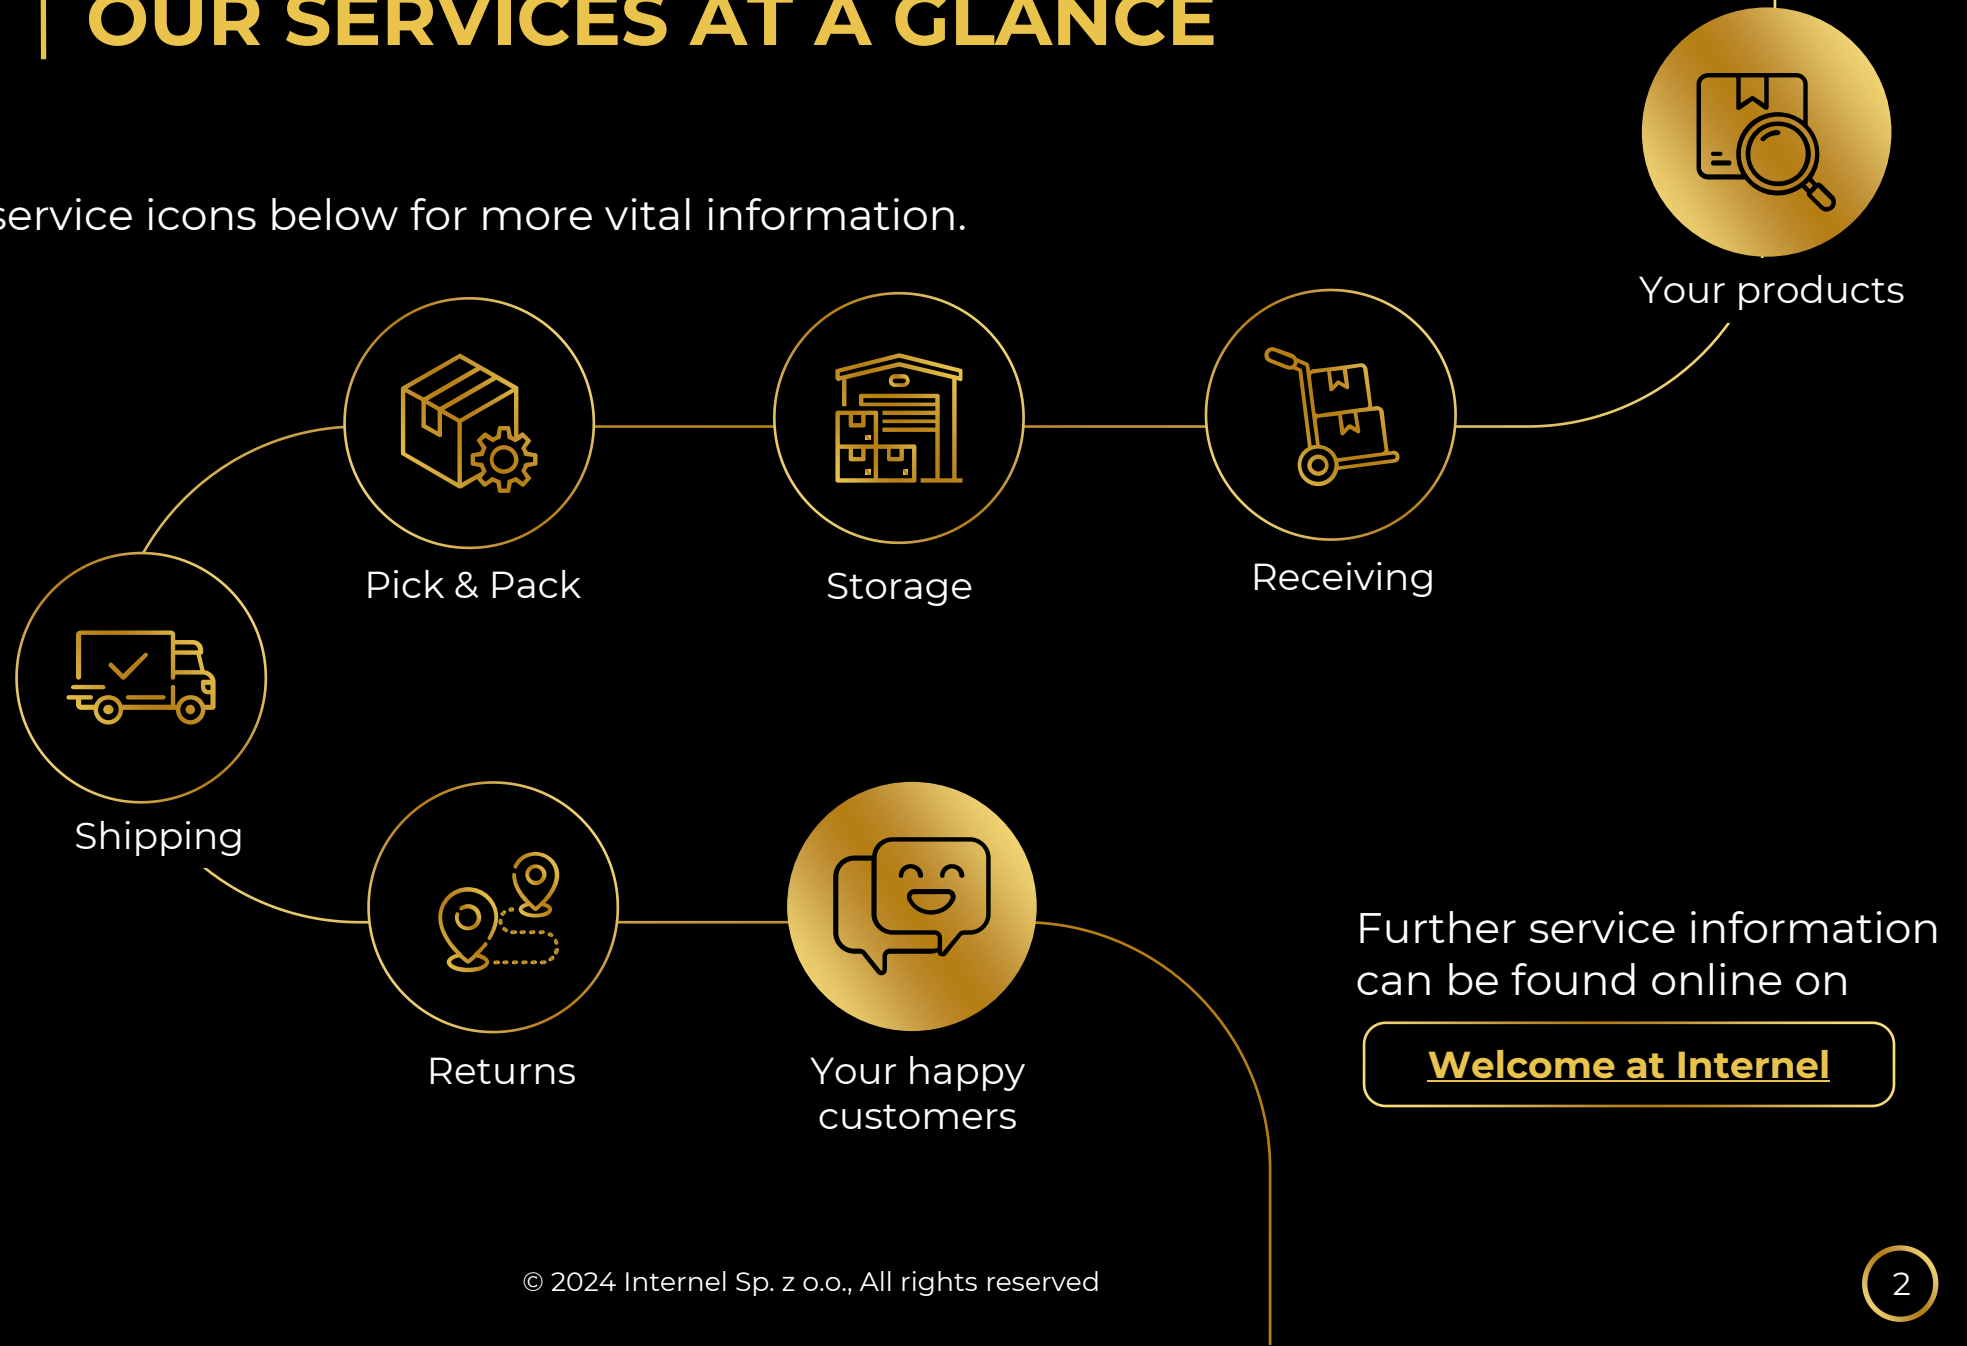 OUR SERVICES AT A GLANCE
service icons below for more vital information.
Your products
Pick & Pack
Storage
Receiving
Shipping
Returns
Your happy
customers
Further service information
can be found online on
Welcome at Internel
© 2024 Internel Sp. z o.o., All rights reserved
2